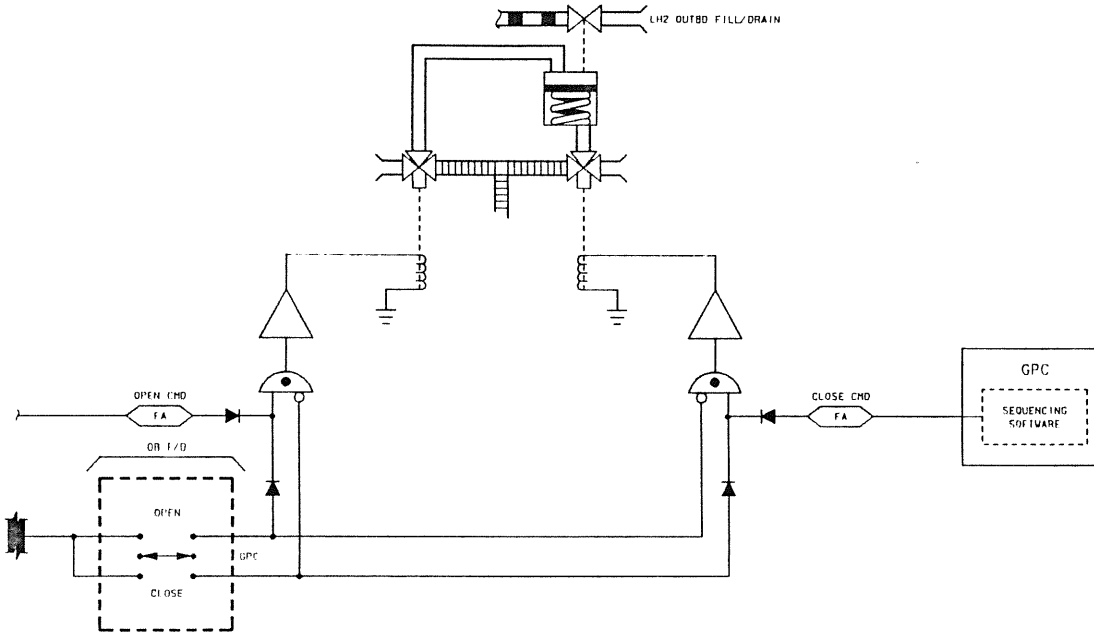 LH2 OUTBD FILL/DRAIN
GPC
SEQUENCING
SOFTWARE
OPEN CMD
FA
CLOSE CMD
FA
OB F/D
OPEN
GPC
CLOSE